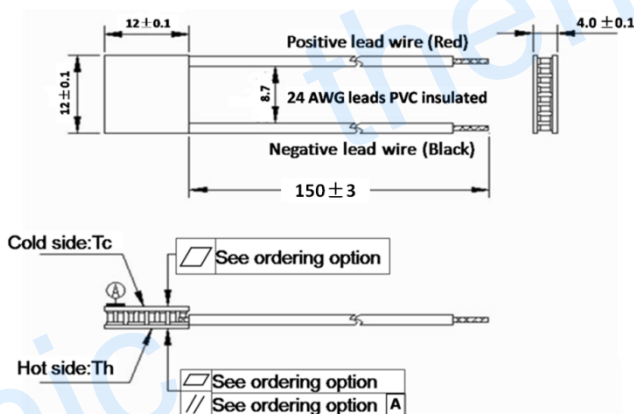 12±0.1
4.0 ±0.1
Positive lead wire (Red)
12±0.1
8.7
24 AWG leads PVC insulated
Negative lead wire (Black)
150±3
Cold side:Tc
See ordering option
A
Hot side:Th
See ordering option
// See ordering option A